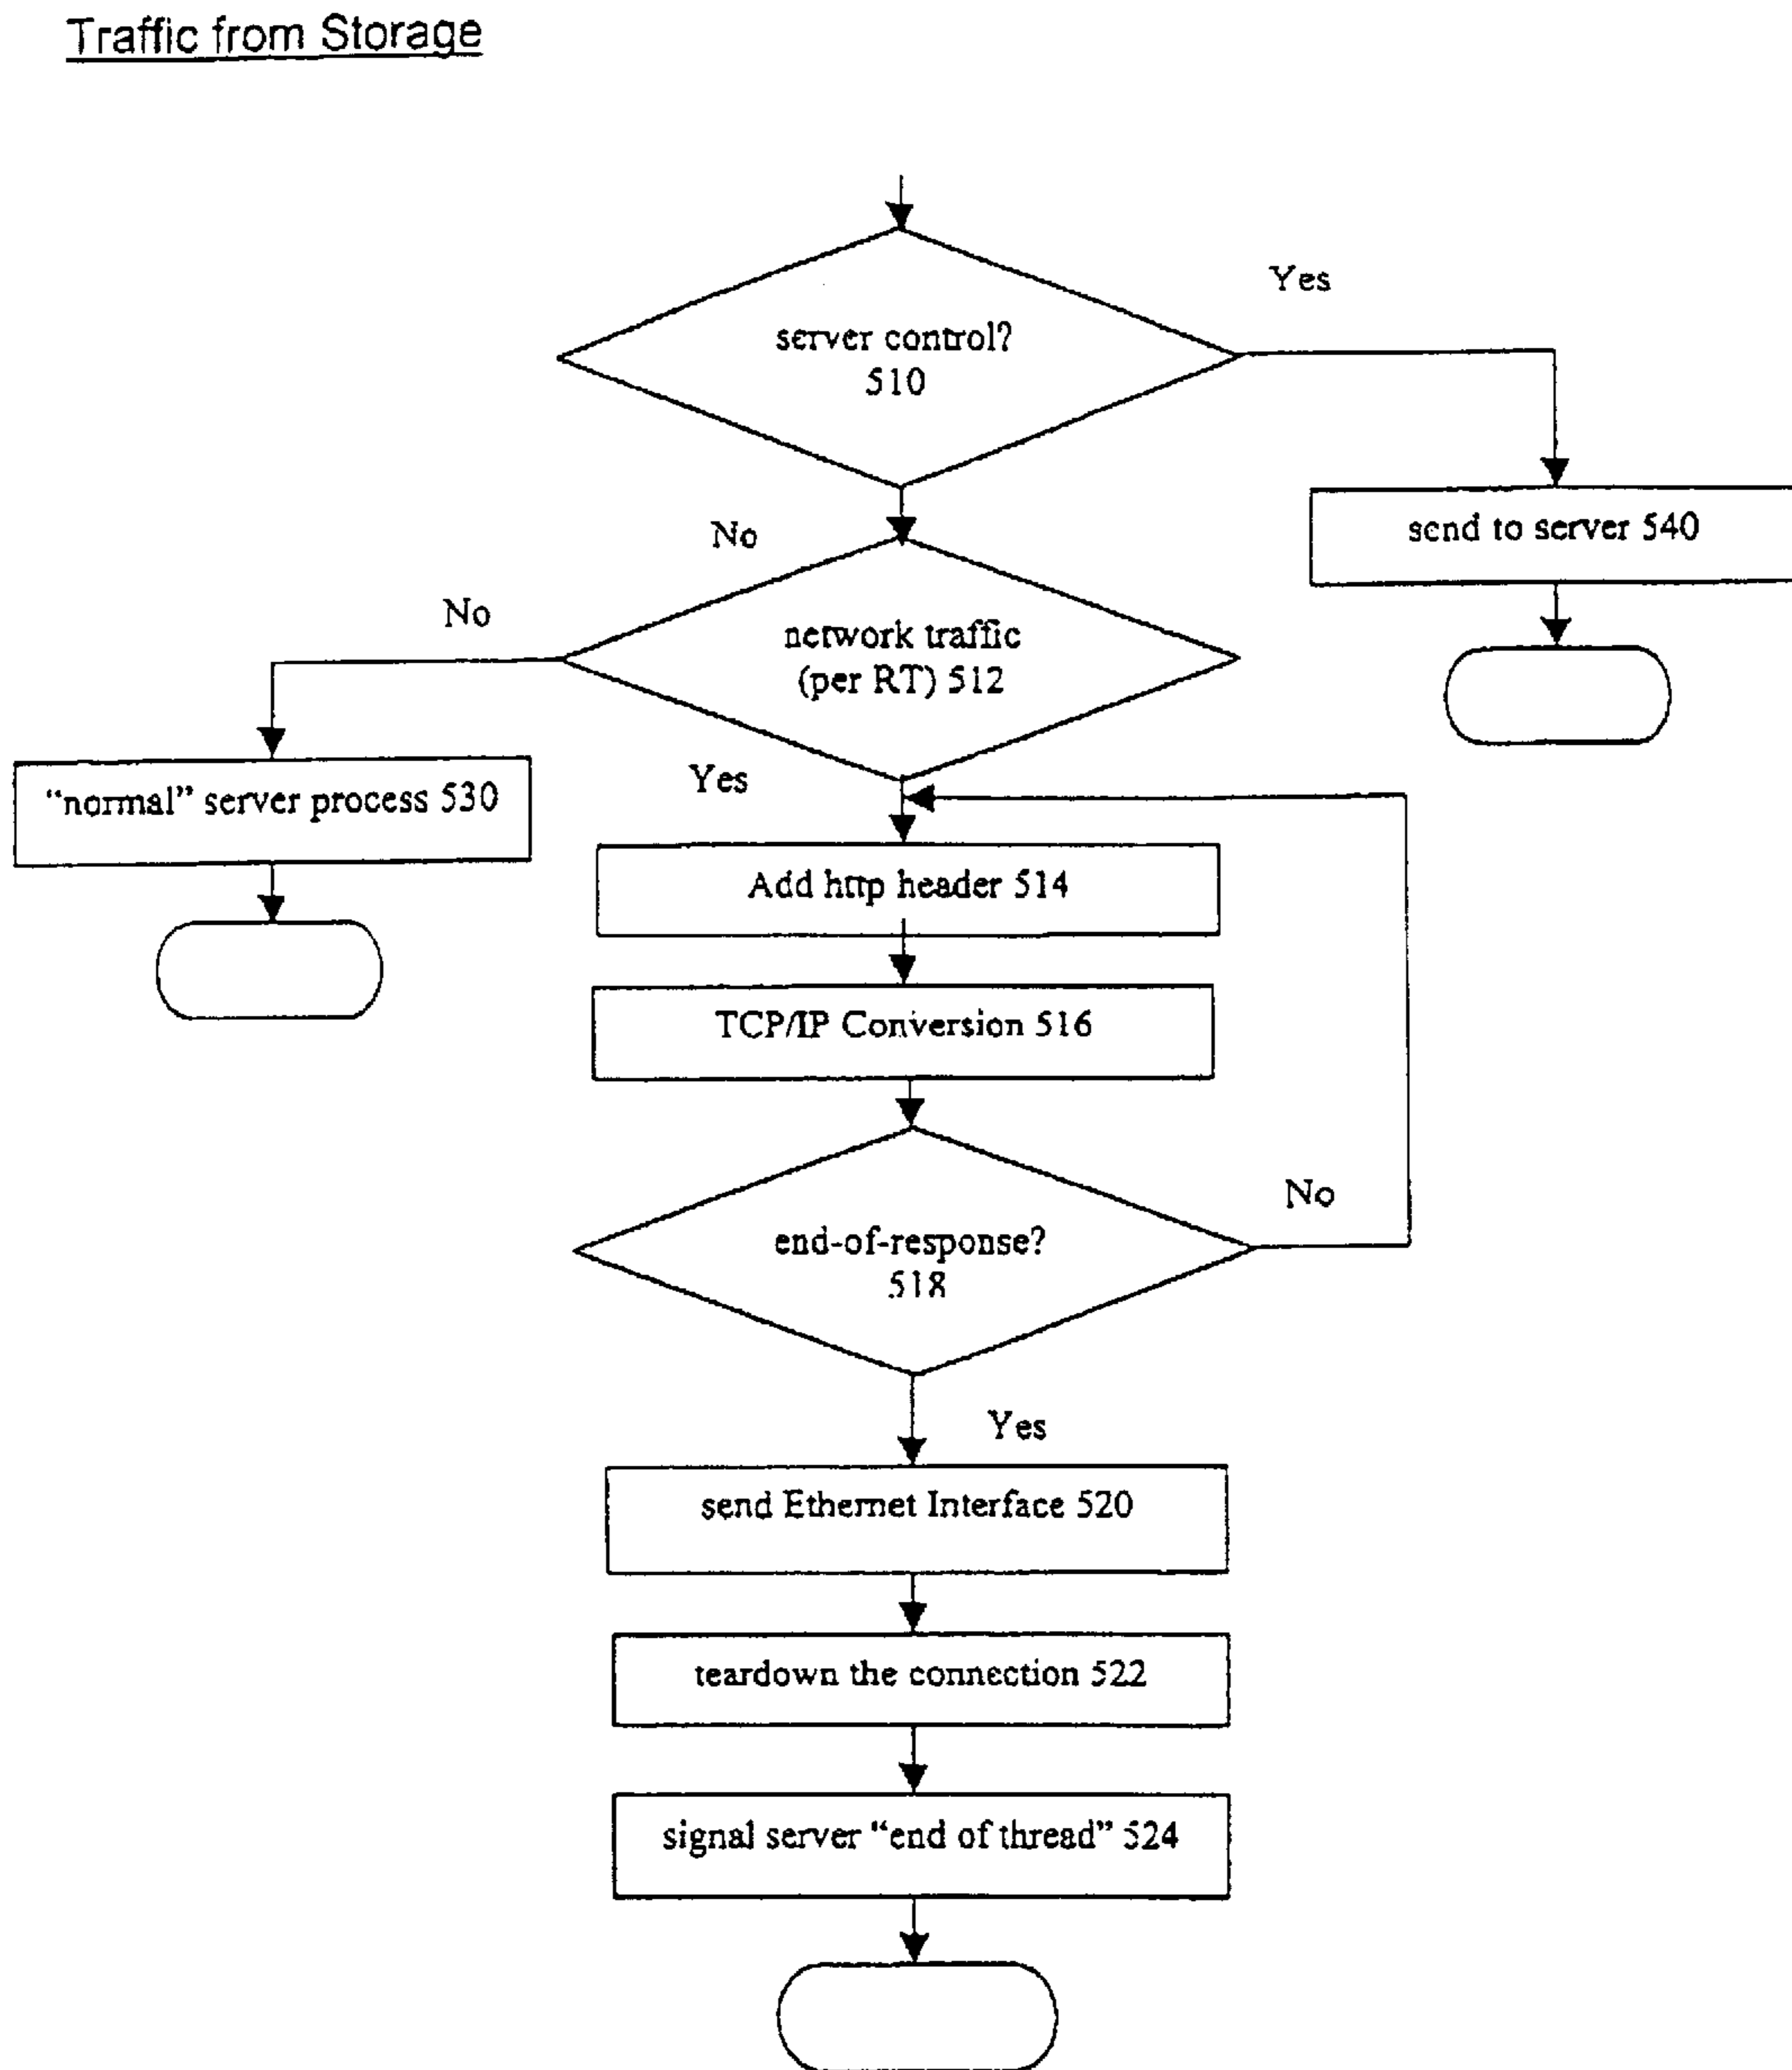 Traffic from Storage
Yes
server control?
510
No
send to server 540
No
network traffic
(per RT) 512
Yes
"normal" server process 530
Add http header 514
TCP/IP Conversion 516
No
end-of-response?
518
Yes
send Ethernet Interface 520
teardown the connection 522
signal server "end of thread" 524